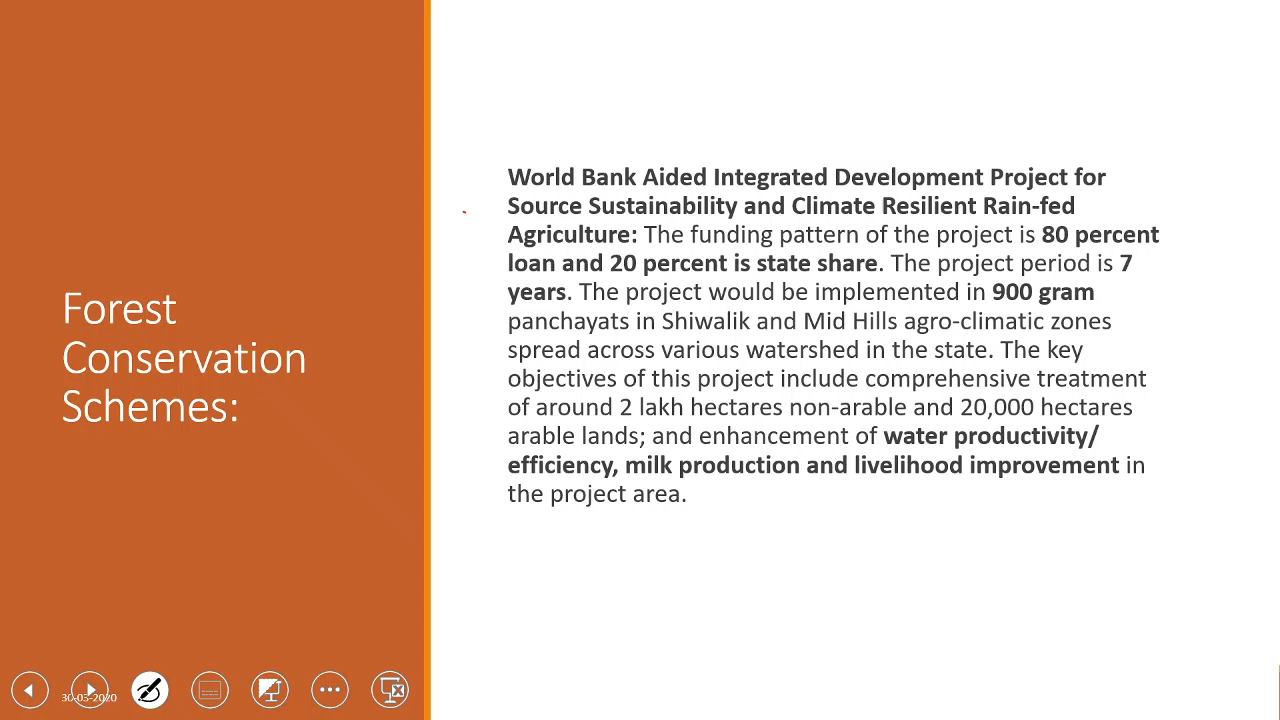 Forest
Conservation
Schemes:
World Bank Aided Integrated Development Project for
Source Sustainability and Climate Resilient Rain-fed
Agriculture: The funding pattern of the project is 80 percent
loan and 20 percent is state share. The project period is 7
years. The project would be implemented in 900 gram
panchayats in Shiwalik and Mid Hills agro-climatic zones
spread across various watershed in the state. The key
objectives of this project include comprehensive treatment
of around 2 lakh hectares non-arable and 20,000 hectares
arable lands; and enhancement of water productivity/
efficiency, milk production and livelihood improvement in
the project area.
30-03-2020